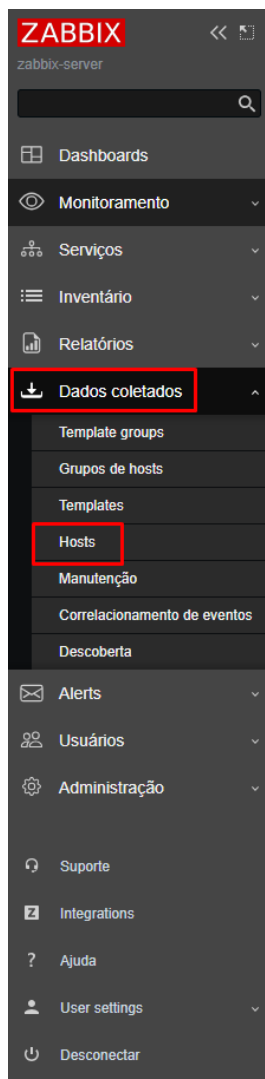 ZABBIX
zabbix-server
Dashboards
Monitoramento
Serviços
Inventário
Relatórios
Dados coletados
Template groups
Grupos de hosts
Templates
Hosts
Manutenção
Correlacionamento de eventos
Descoberta
Alerts
Usuários
Administração
Suporte
Z Integrations
? Ajuda
User settings
Desconectar